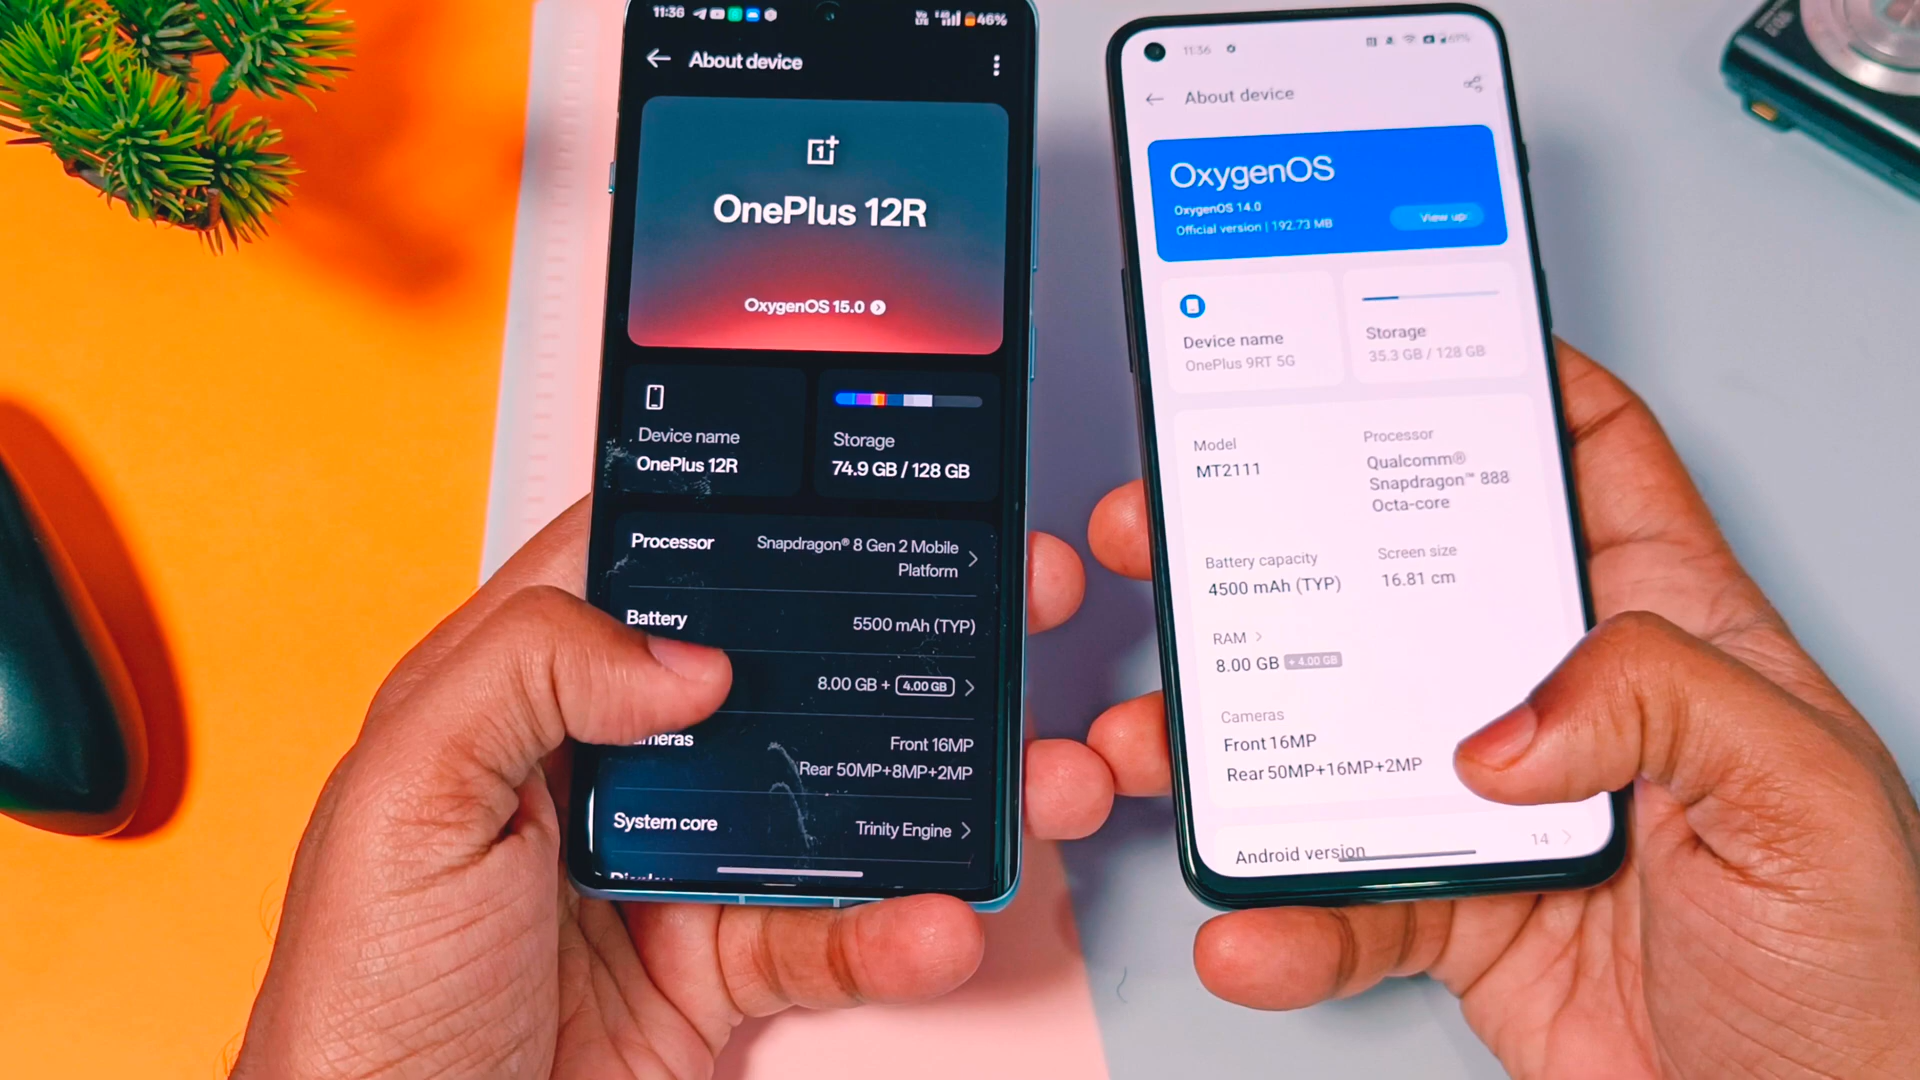 11:36
46%
About device
1+
OnePlus 12R
OxygenOS 15.0
Device name
OnePlus 12R
Storage
74.9 GB / 128 GB
Processor
Snapdragon® 8 Gen 2 Mobile
Platform
Battery
5500 mAh (TYP)
8.00 GB + 4.00 GB
meras
Front 16MP
Rear 50MP+8MP+2MP
System core
Trinity Engine
11:36
About device
OxygenOS
OxygenOS 14.0
Official version | 192.73 MB
View up
Device name
OnePlus 9RT 5G
Storage
35.3 GB / 128 GB
Model
MT2111
Processor
Qualcomm®
Snapdragon™ 888
Octa-core
Battery capacity
4500 mAh (TYP)
Screen size
16.81 cm
RAM
8.00 GB + 4.00 GB
Cameras
Front 16MP
Rear 50MP+16MP+2MP
Android version
14